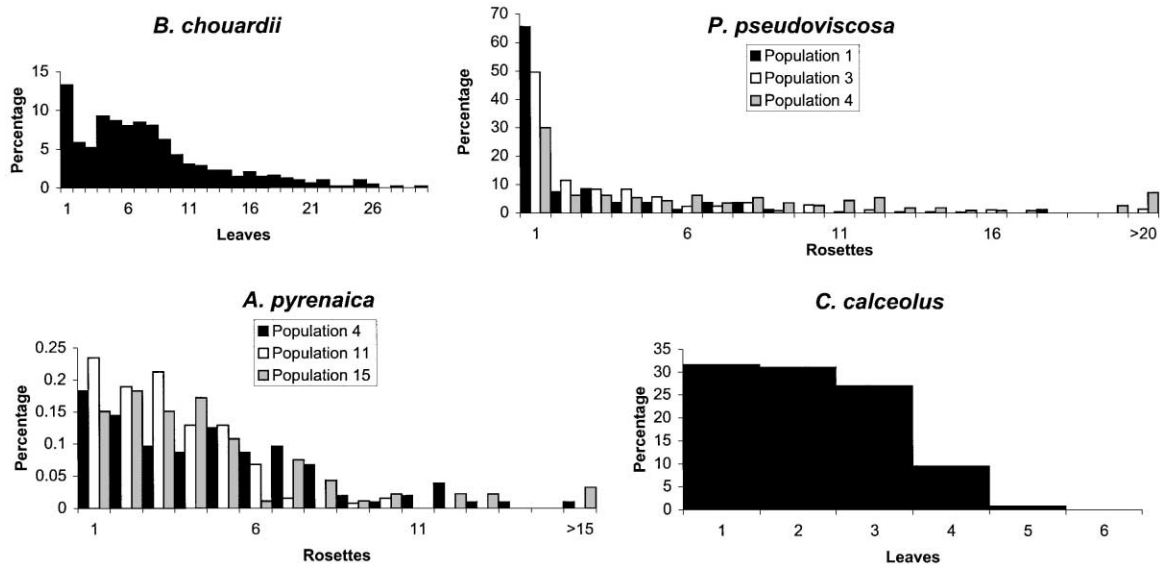 B. chouardii
Percentage
15
10
5
0
1 6 11 16 21 26
Leaves
P. pseudoviscosa
Population 1
Population 3
Population 4
Percentage
70
60
50
40
30
20
10
0
1 6 11 16 >20
Rosettes
A. pyrenaica
Population 4
Population 11
Population 15
Percentage
0.25
0.2
0.15
0.1
0.05
0
1 6 11 >15
Rosettes
C. calceolus
Percentage
35
30
25
20
15
10
5
0
1 2 3 4 5 6
Leaves